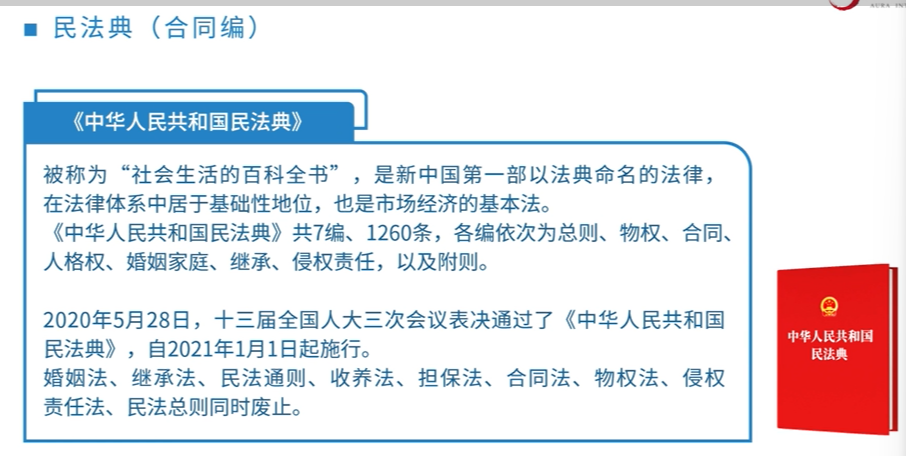 民法典（合同编）
《中华人民共和国民法典》
被称为“社会生活的百科全书”，是新中国第一部以法典命名的法律，
在法律体系中居于基础性地位，也是市场经济的基本法。
《中华人民共和国民法典》共7编、1260条，各编依次为总则、物权、合同、
人格权、婚姻家庭、继承、侵权责任，以及附则。
2020年5月28日，十三届全国人大三次会议表决通过了《中华人民共和国
民法典》，自2021年1月1日起施行。
婚姻法、继承法、民法通则、收养法、担保法、合同法、物权法、侵权
责任法、民法总则同时废止。
中华人民共和国
民法典